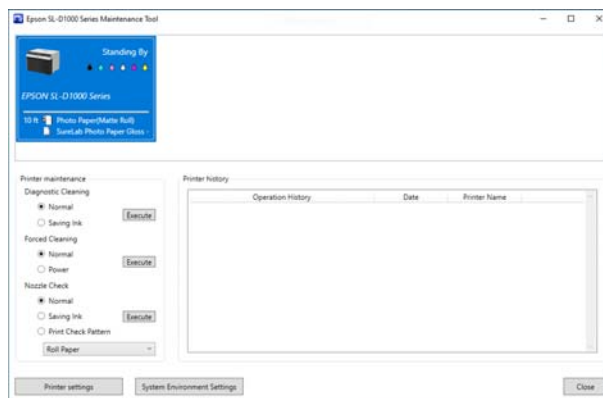 Epson SL-D1000 Series Maintenance Tool
Standing By
EPSON SL-D1000 Series
10 ft Photo Paper(Matte Roll)
SureLab Photo Paper Gloss -
Printer maintenance
Diagnostic Cleaning
Normal
Saving Ink
Execute
Forced Cleaning
Normal
Power
Execute
Nozzle Check
Normal
Saving Ink
Execute
Print Check Pattern
Roll Paper
Printer history
Operation History Date Printer Name
Printer settings System Environment Settings Close